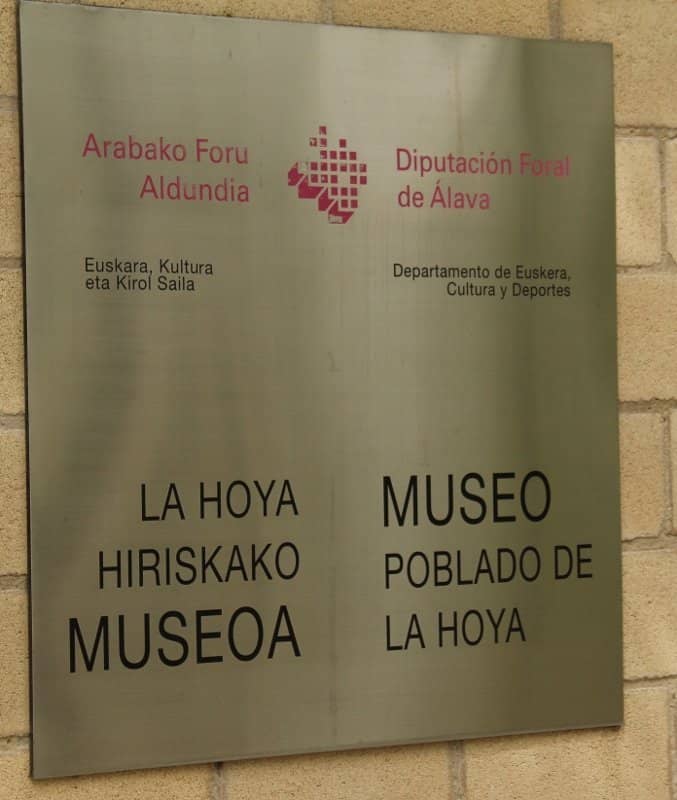 Arabako Foru
Aldundia
Diputación Foral
de Álava
Euskara, Kultura
eta Kirol Saila
Departamento de Euskera,
Cultura y Deportes
LA HOYA
HIRISKAKO
MUSEOA
MUSEO
POBLADO DE
LA HOYA